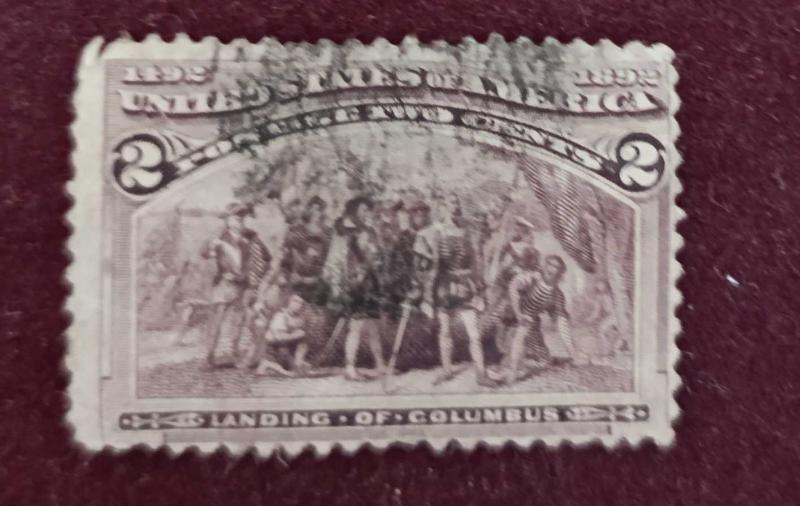 1492 1892
UNITED STATES OF AMERICA
POSTAGE TWO CENTS
2 2
LANDING · OF · COLUMBUS